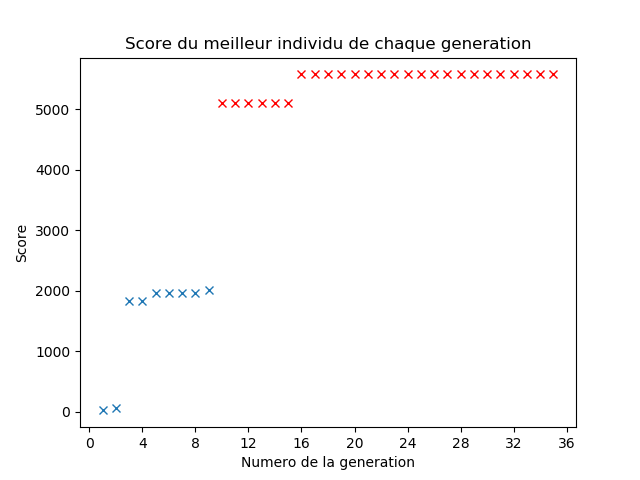 Score du meilleur individu de chaque generation
5000
4000
3000
2000
1000
0
Score
0 4 8 12 16 20 24 28 32 36
Numero de la generation